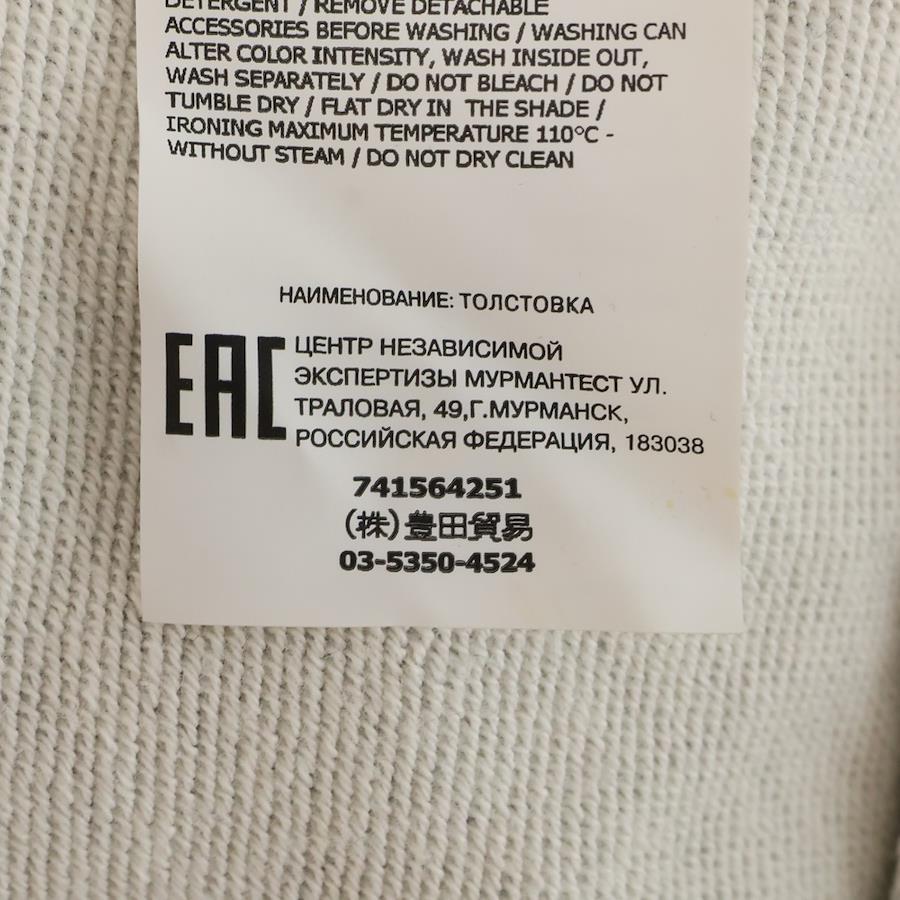 DETERGENT / REMOVE DETACHABLE
ACCESSORIES BEFORE WASHING / WASHING CAN
ALTER COLOR INTENSITY, WASH INSIDE OUT,
WASH SEPARATELY / DO NOT BLEACH / DO NOT
TUMBLE DRY / FLAT DRY IN THE SHADE /
IRONING MAXIMUM TEMPERATURE 110°C -
WITHOUT STEAM / DO NOT DRY CLEAN
НАИМЕНОВАНИЕ: ТОЛСТОВКА
EAC
ЦЕНТР НЕЗАВИСИМОЙ
ЭКСПЕРТИЗЫ МУРМАНТЕСТ УЛ.
ТРАЛОВАЯ, 49,Г.МУРМАНСК,
РОССИЙСКАЯ ФЕДЕРАЦИЯ, 183038
741564251
(株)豊田貿易
03-5350-4524